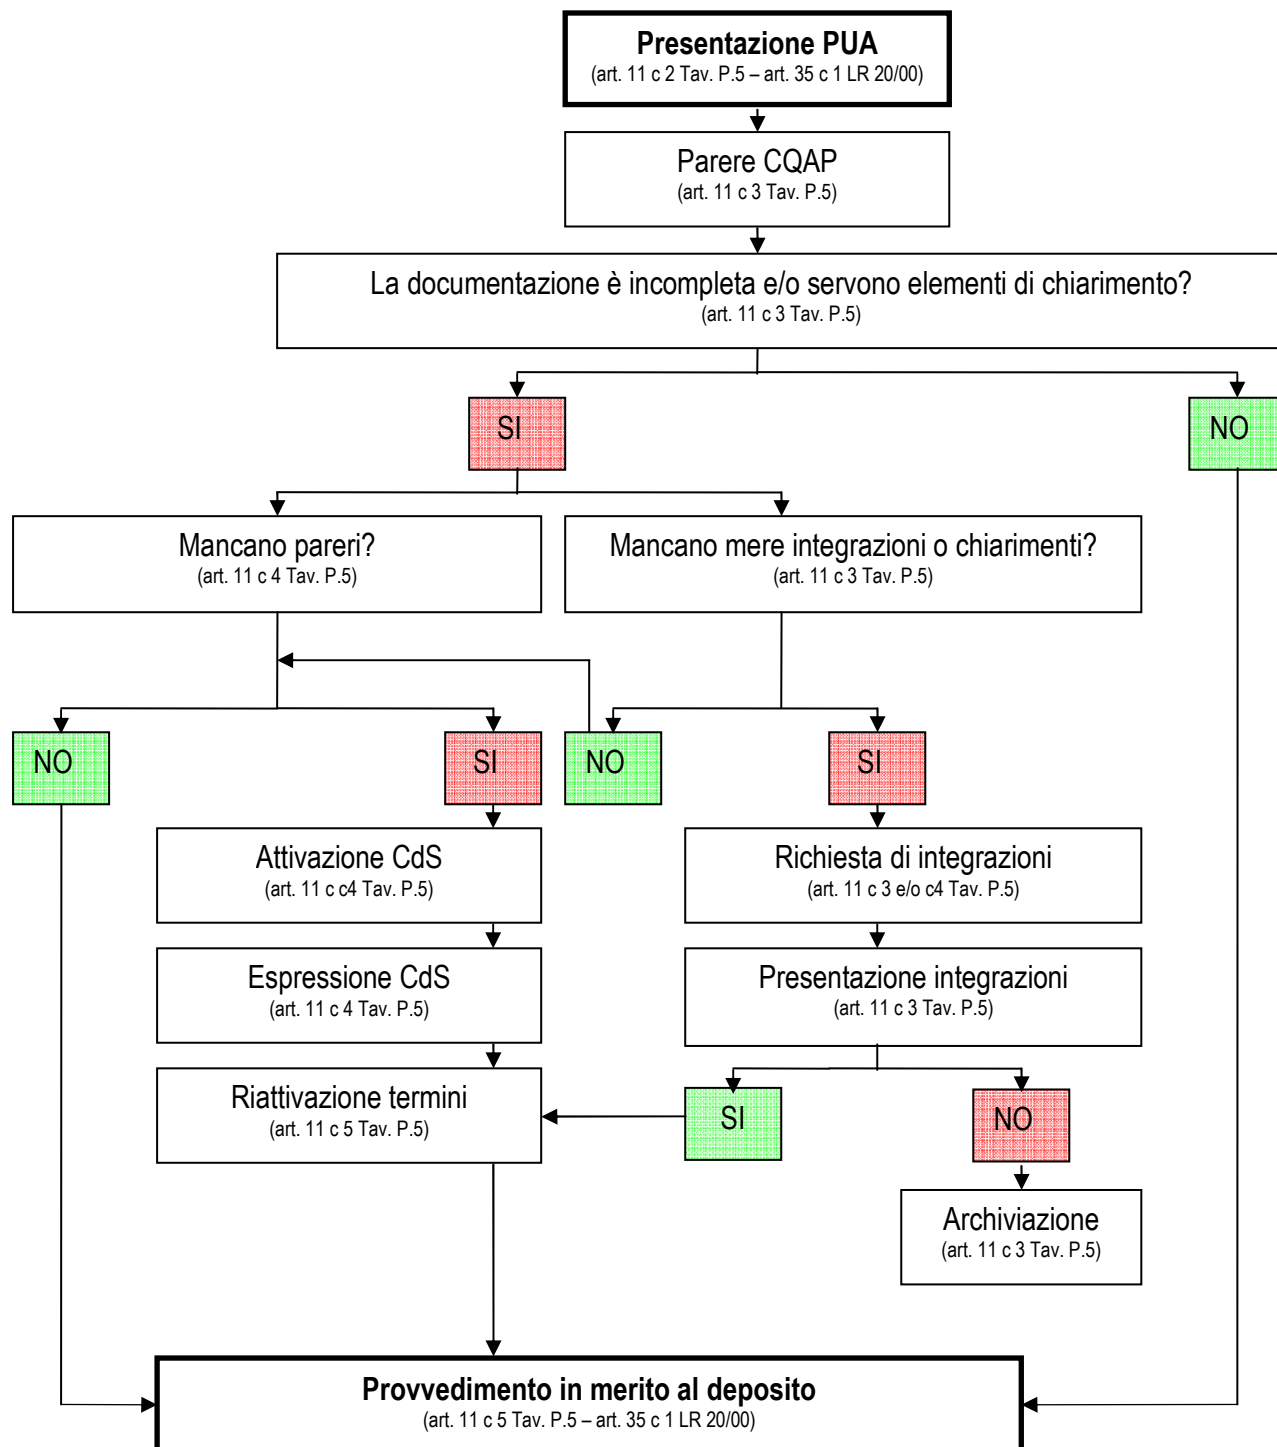 Presentazione PUA
(art. 11 c 2 Tav. P.5 – art. 35 c 1 LR 20/00)
Parere CQAP
(art. 11 c 3 Tav. P.5)
La documentazione è incompleta e/o servono elementi di chiarimento?
(art. 11 c 3 Tav. P.5)
SI
NO
Mancano pareri?
(art. 11 c 4 Tav. P.5)
Mancano mere integrazioni o chiarimenti?
(art. 11 c 3 Tav. P.5)
NO
SI
NO
SI
Attivazione CdS
(art. 11 c c4 Tav. P.5)
Richiesta di integrazioni
(art. 11 c 3 e/o c4 Tav. P.5)
Espressione CdS
(art. 11 c 4 Tav. P.5)
Presentazione integrazioni
(art. 11 c 3 Tav. P.5)
Riattivazione termini
(art. 11 c 5 Tav. P.5)
SI
NO
Archiviazione
(art. 11 c 3 Tav. P.5)
Provvedimento in merito al deposito
(art. 11 c 5 Tav. P.5 – art. 35 c 1 LR 20/00)